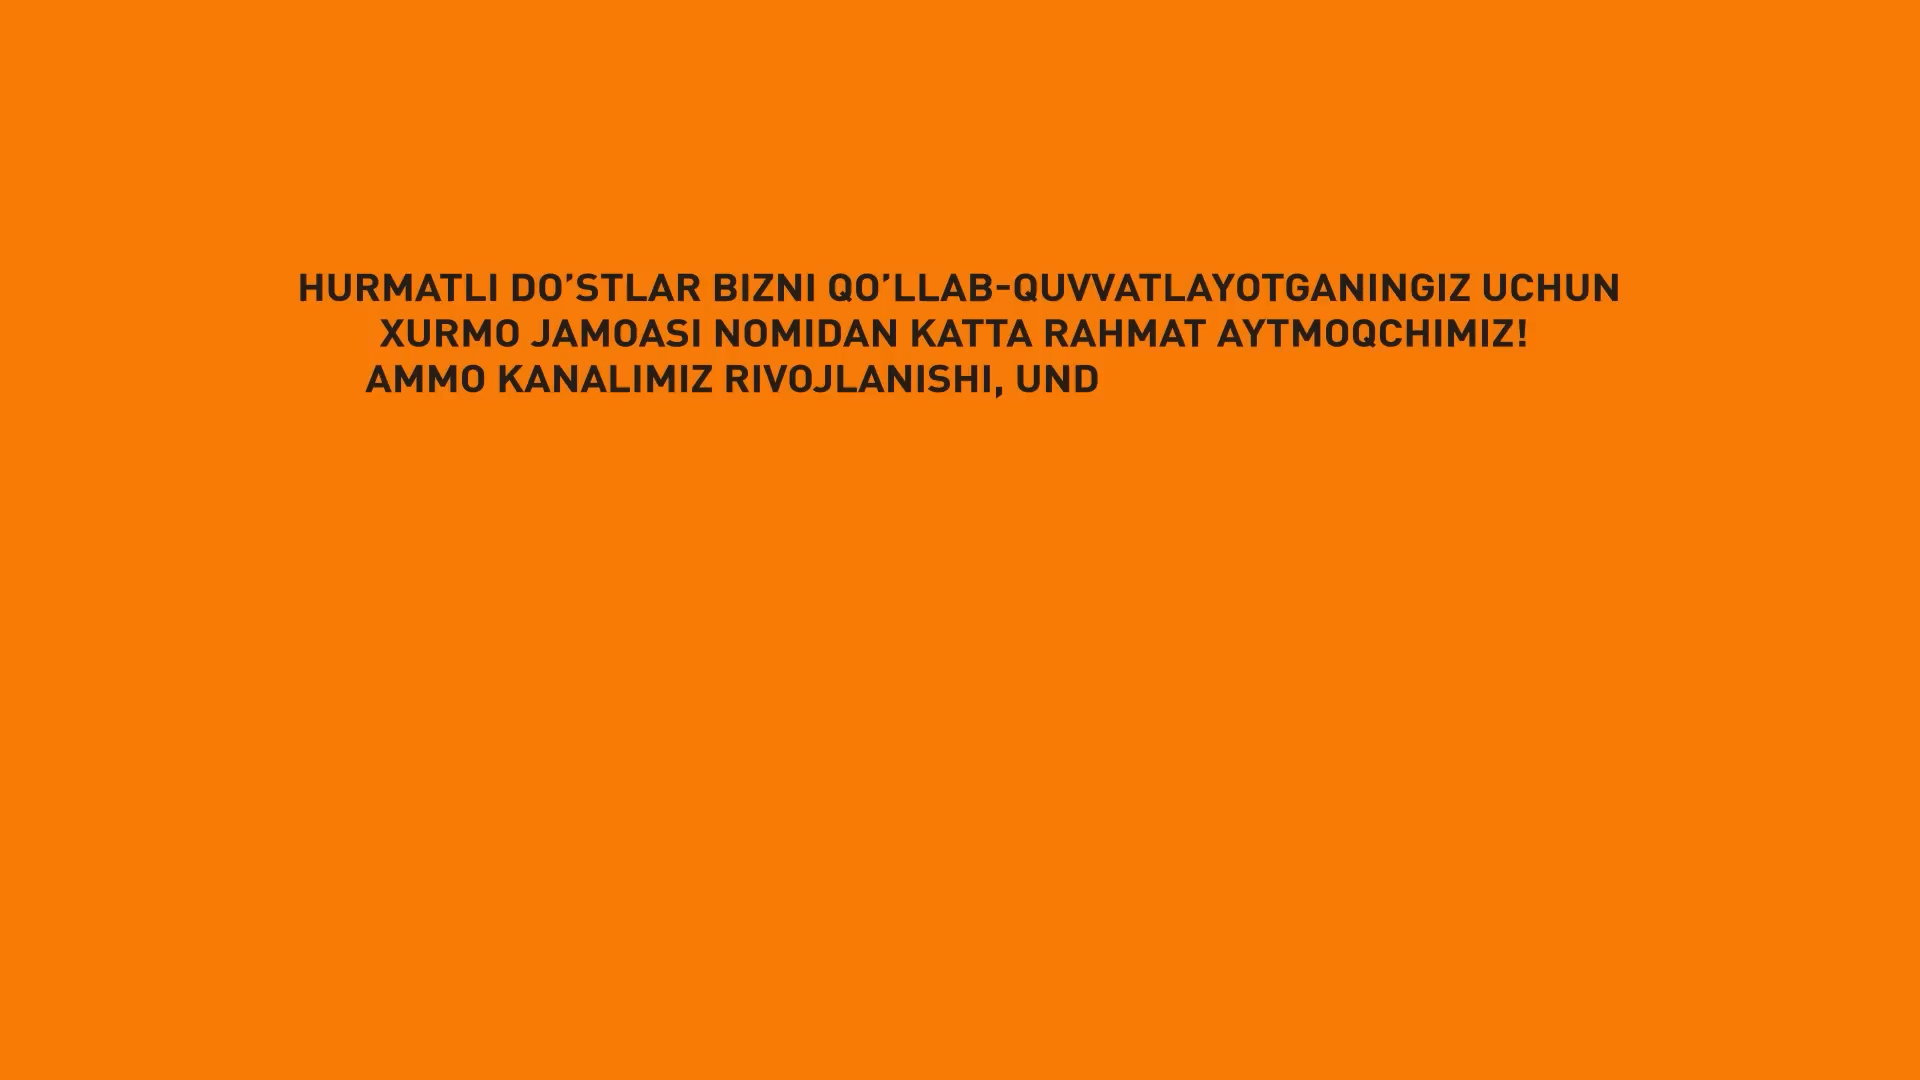 HURMATLI DO’STLAR BIZNI QO’LLAB-QUVVATLAYOTGANINGIZ UCHUN
XURMO JAMOASI NOMIDAN KATTA RAHMAT AYTMOQCHIMIZ!
AMMO KANALIMIZ RIVOJLANISHI, UND